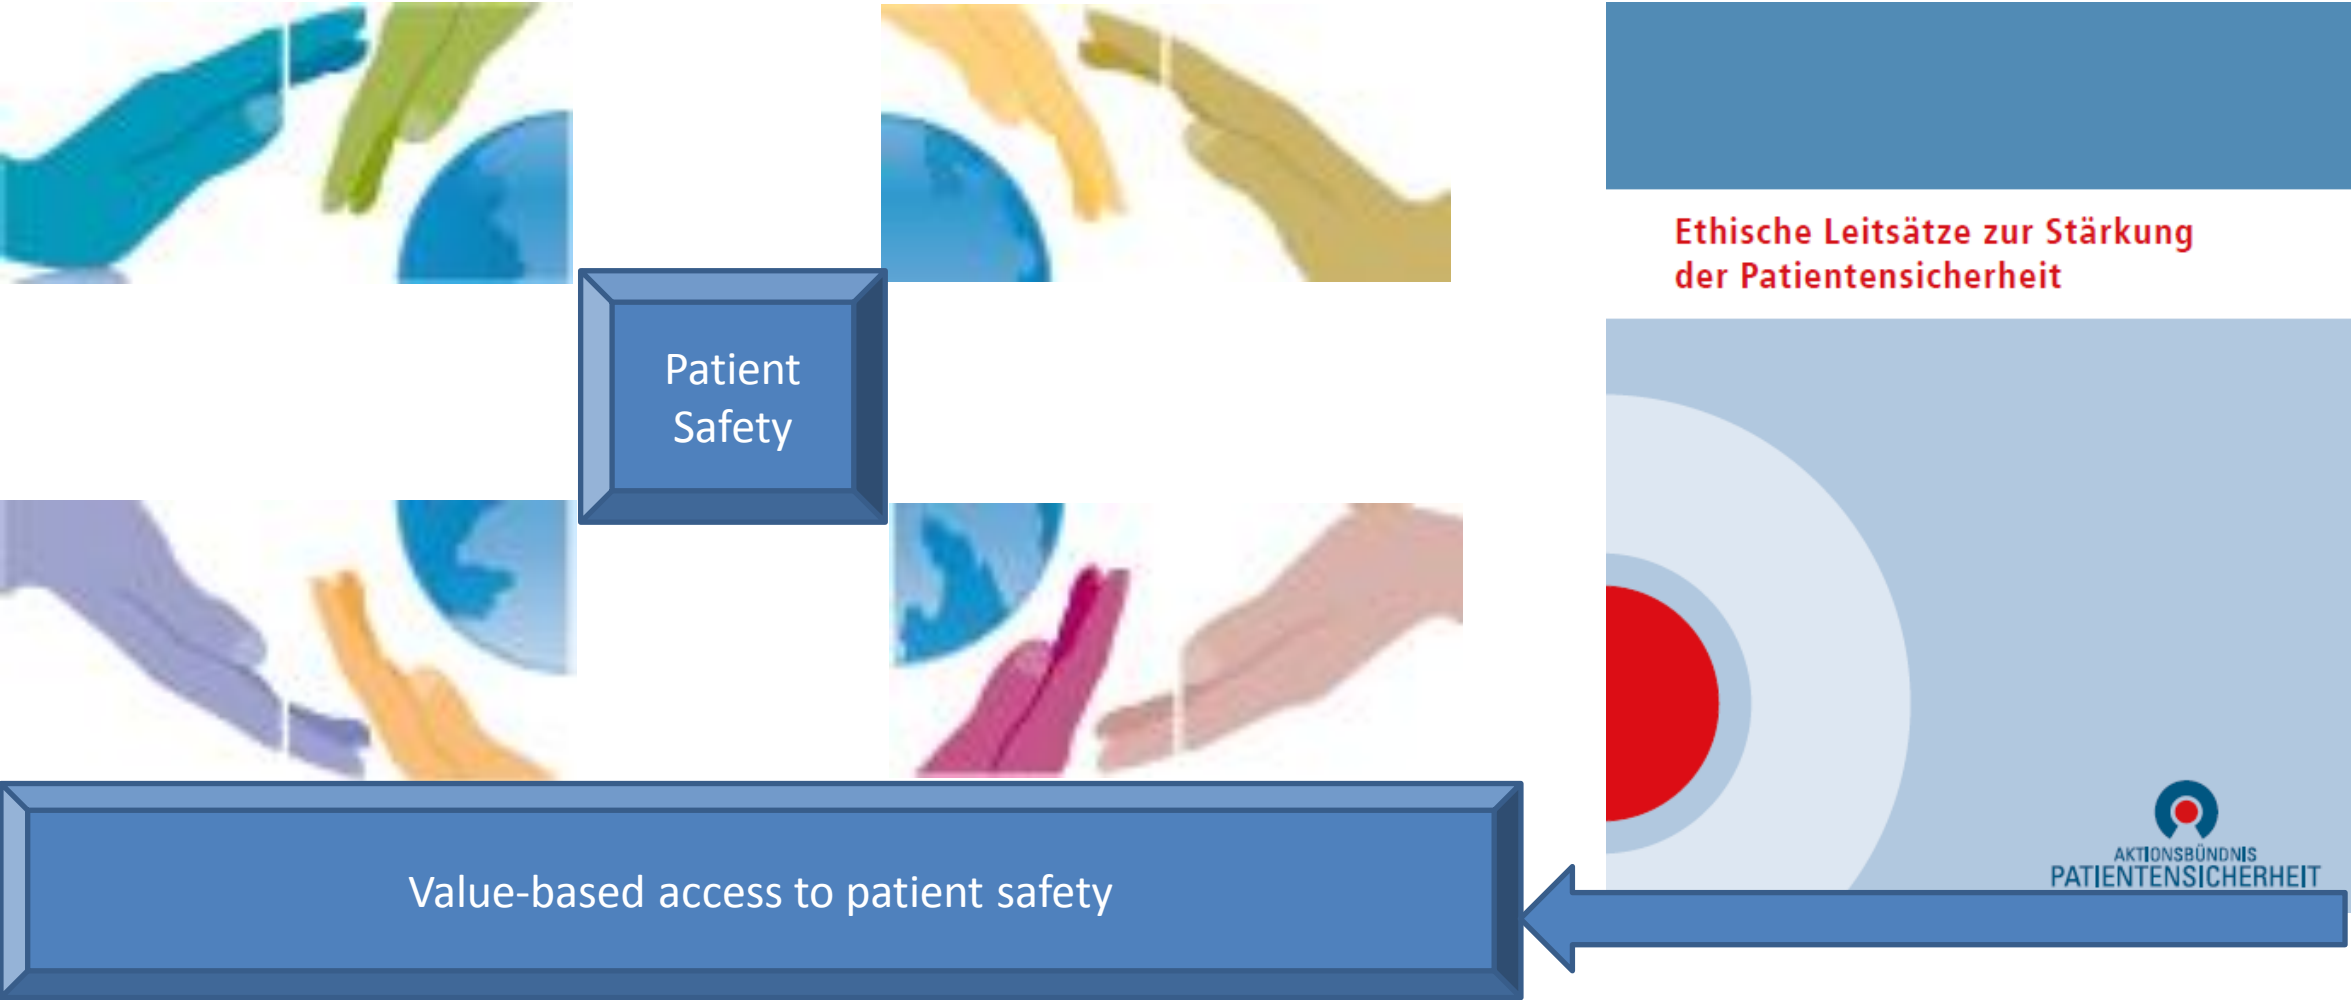 Ethische Leitsätze zur Stärkung
der Patientensicherheit
Patient
Safety
AKTIONSBÜNDNIS
PATIENTENSICHERHEIT
Value-based access to patient safety